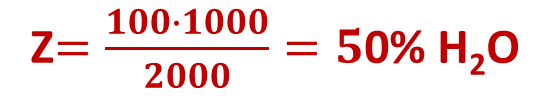 Z= 100·1000 / 2000 = 50% H₂O